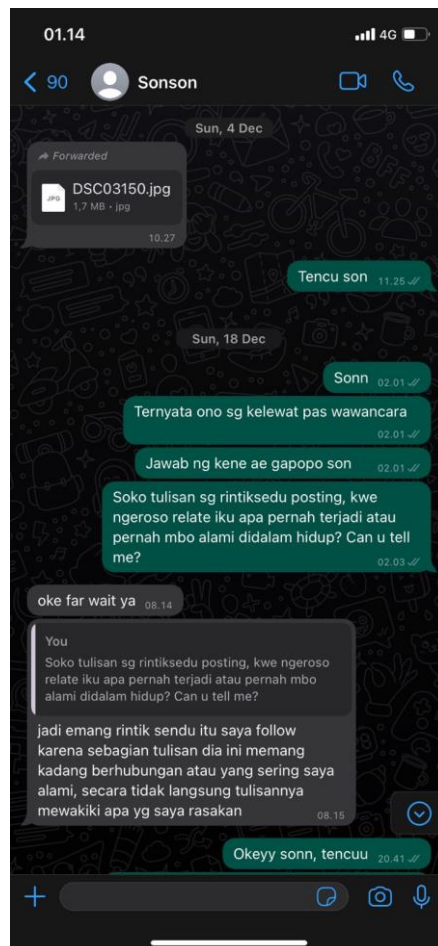 01.14
4G
90
Sonson
Sun, 4 Dec
Forwarded
JPG
DSC03150.jpg
1,7 MB • jpg
10.27
Tencu son 11.25
Sun, 18 Dec
Sonn 02.01
Ternyata ono sg kelewat pas wawancara
02.01
Jawab ng kene ae gapopo son 02.01
Soko tulisan sg rintiksedu posting, kwe
ngeroso relate iku apa pernah terjadi atau
pernah mbo alami didalam hidup? Can u tell
me?
02.03
oke far wait ya 08.14
You
Soko tulisan sg rintiksedu posting, kwe ngeroso
relate iku apa pernah terjadi atau pernah mbo
alami didalam hidup? Can u tell me?
jadi emang rintik sendu itu saya follow
karena sebagian tulisan dia ini memang
kadang berhubungan atau yang sering saya
alami, secara tidak langsung tulisannya
mewakiki apa yg saya rasakan
08.15
Okeyy sonn, tencuu 20.41